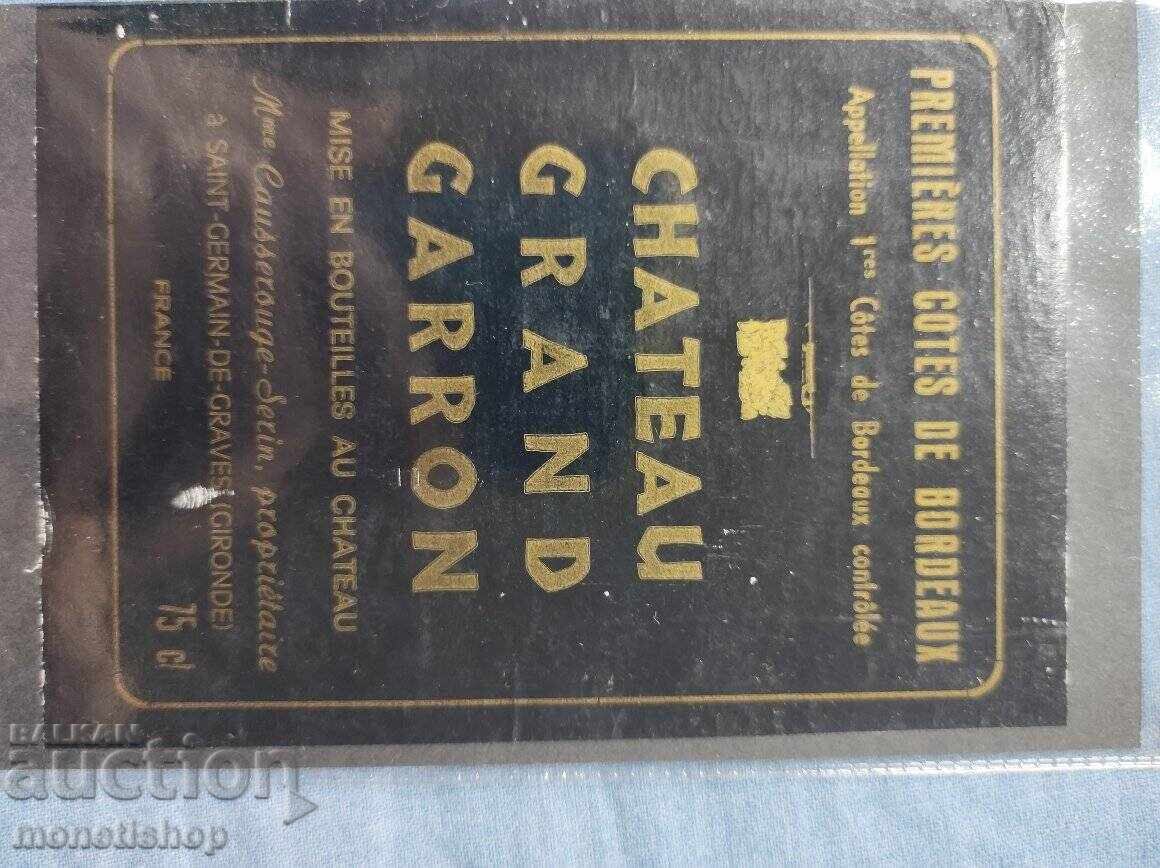 PREMIÈRES COTES DE BORDEAUX
Appellation 1res Côtes de Bordeaux contrôlée
CHATEAU
GRAND
GARRON
MISE EN BOUTEILLES AU CHATEAU
Mme Causserouge-Serin, propriétaire
à SAINT-GERMAIN-DE-GRAVES (GIRONDE)
FRANCE
75 cl
BALKAN
auction
monetishop